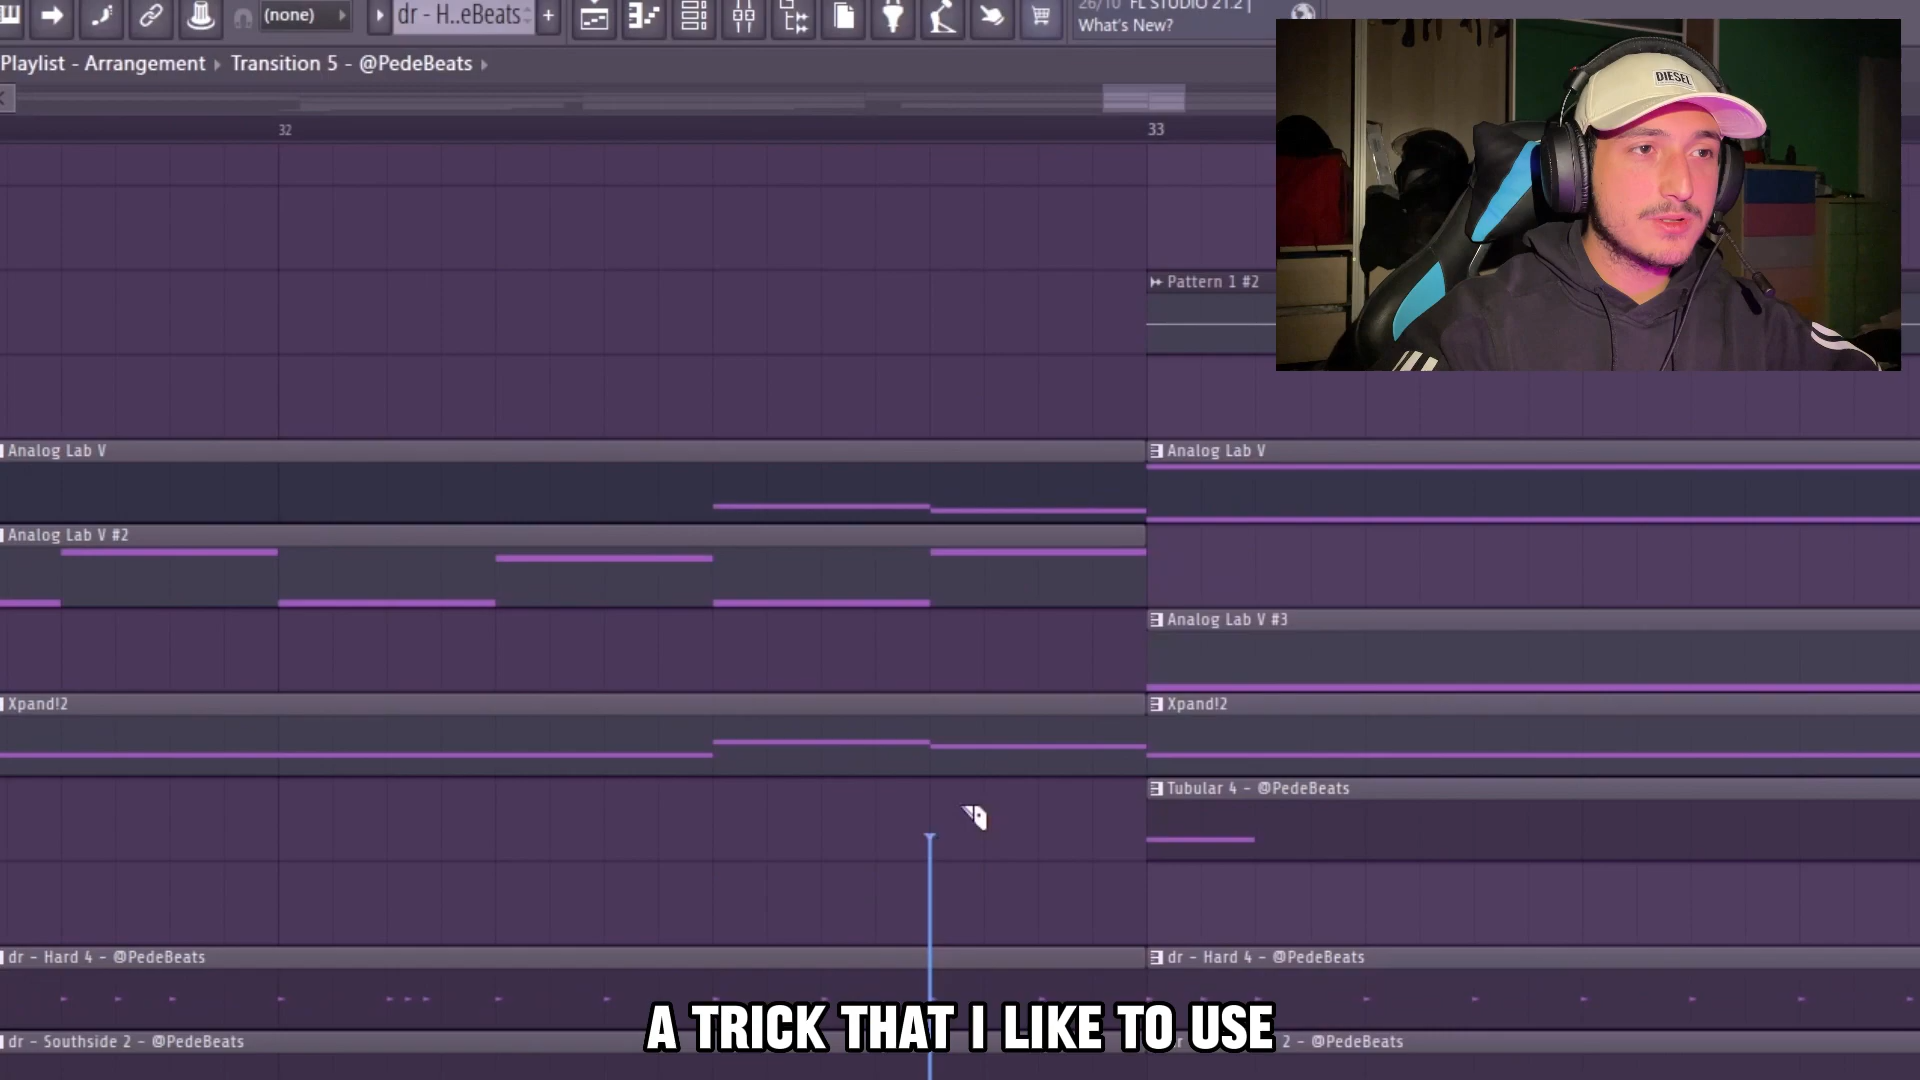 (none)
dr - H..eBeats
+
26/10 FL STUDIO 21.2 |
What's New?
Playlist - Arrangement ▸ Transition 5 - @PedeBeats ▸
DIESEL
32
33
Pattern 1 #2
Analog Lab V
Analog Lab V
Analog Lab V #2
Analog Lab V #3
Xpand!2
Xpand!2
Tubular 4 - @PedeBeats
dr - Hard 4 - @PedeBeats
dr - Hard 4 - @PedeBeats
A TRICK THAT I LIKE TO USE
dr - Southside 2 - @PedeBeats
2 - @PedeBeats